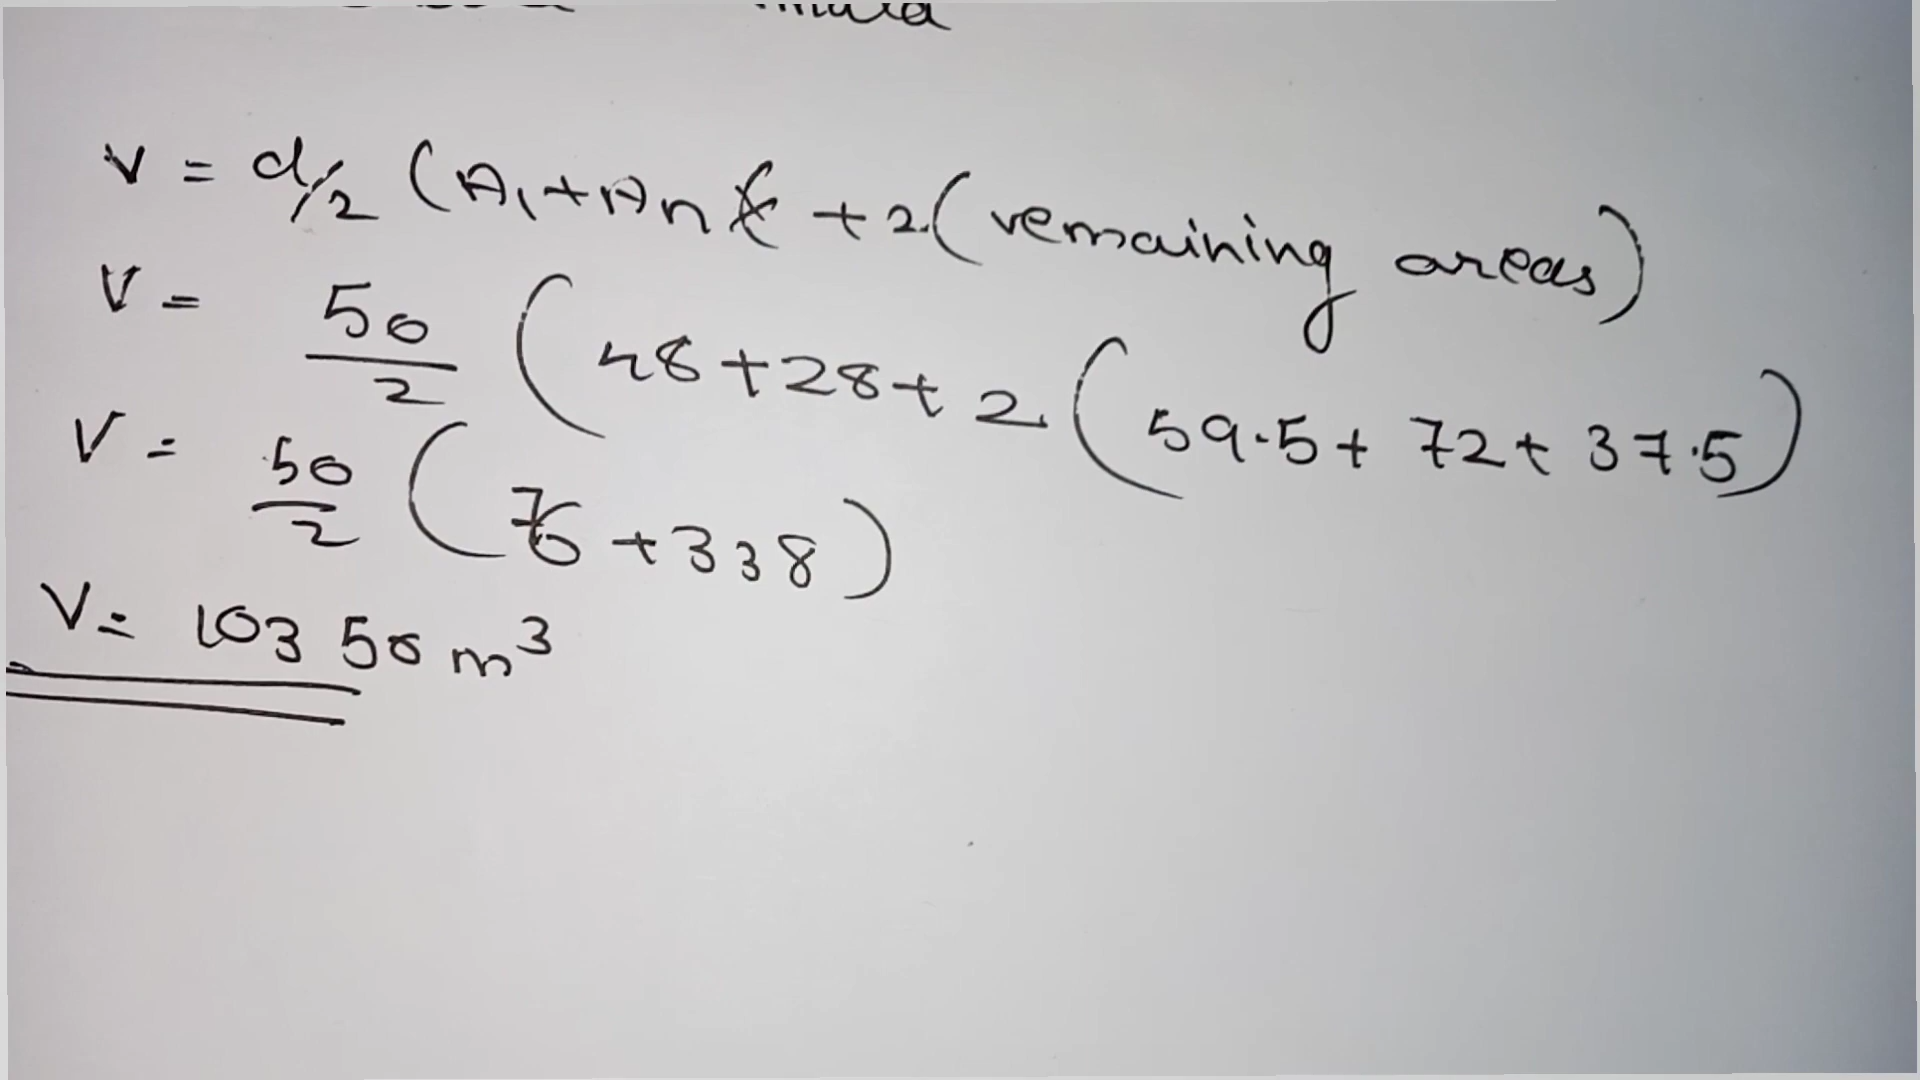 V = d/2 (A1+An + 2(remaining areas)
V = 50/2 (48+28+2(59.5+72+37.5)
V = 50/2 (76+338)
V = 10350 m³